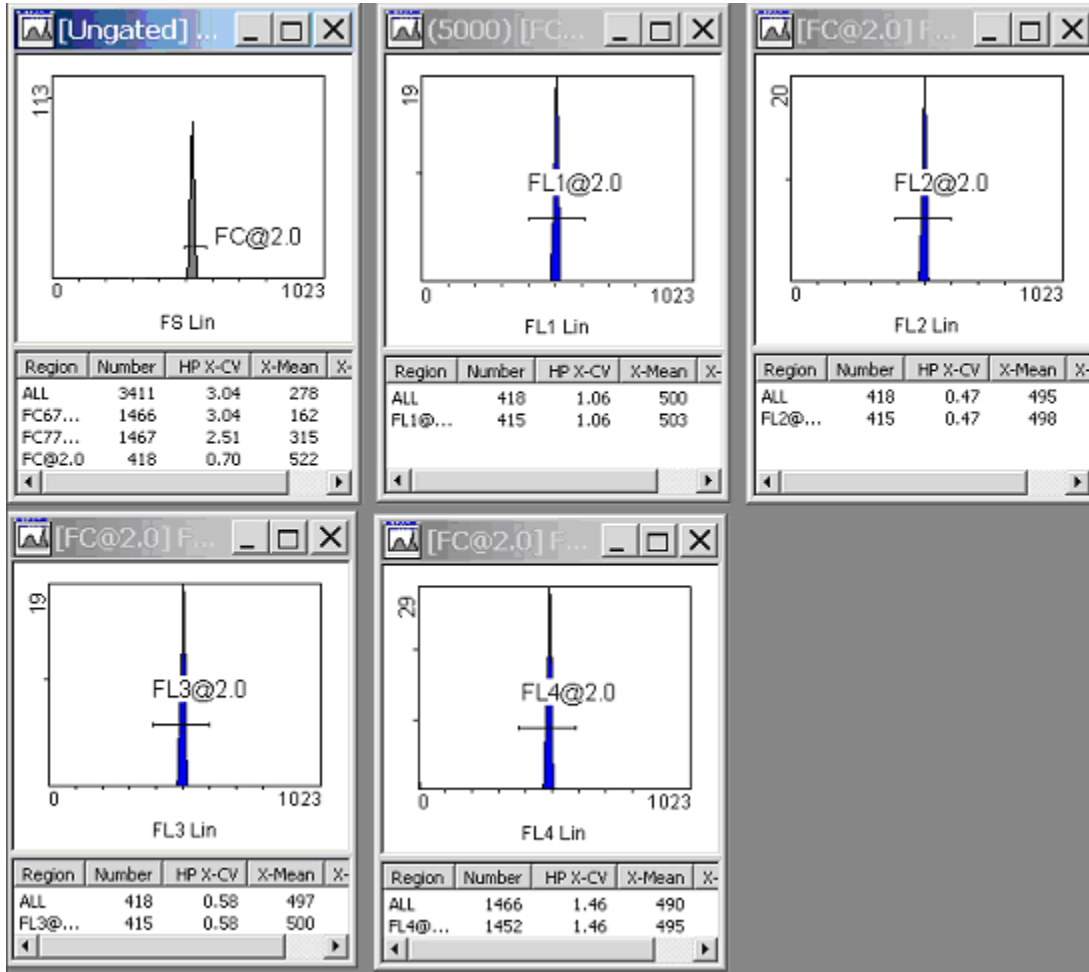 [Ungated] ...
113
FC@2.0
0 1023
FS Lin
Region Number HP X-CV X-Mean X-
ALL 3411 3.04 278
FC67... 1466 3.04 162
FC77... 1467 2.51 315
FC@2.0 418 0.70 522
(5000) [FC...
19
FL1@2.0
0 1023
FL1 Lin
Region Number HP X-CV X-Mean X-
ALL 418 1.06 500
FL1@... 415 1.06 503
[FC@2.0] F...
20
FL2@2.0
0 1023
FL2 Lin
Region Number HP X-CV X-Mean X-
ALL 418 0.47 495
FL2@... 415 0.47 498
[FC@2.0] F...
19
FL3@2.0
0 1023
FL3 Lin
Region Number HP X-CV X-Mean X-
ALL 418 0.58 497
FL3@... 415 0.58 500
[FC@2.0] F...
29
FL4@2.0
0 1023
FL4 Lin
Region Number HP X-CV X-Mean X-
ALL 1466 1.46 490
FL4@... 1452 1.46 495